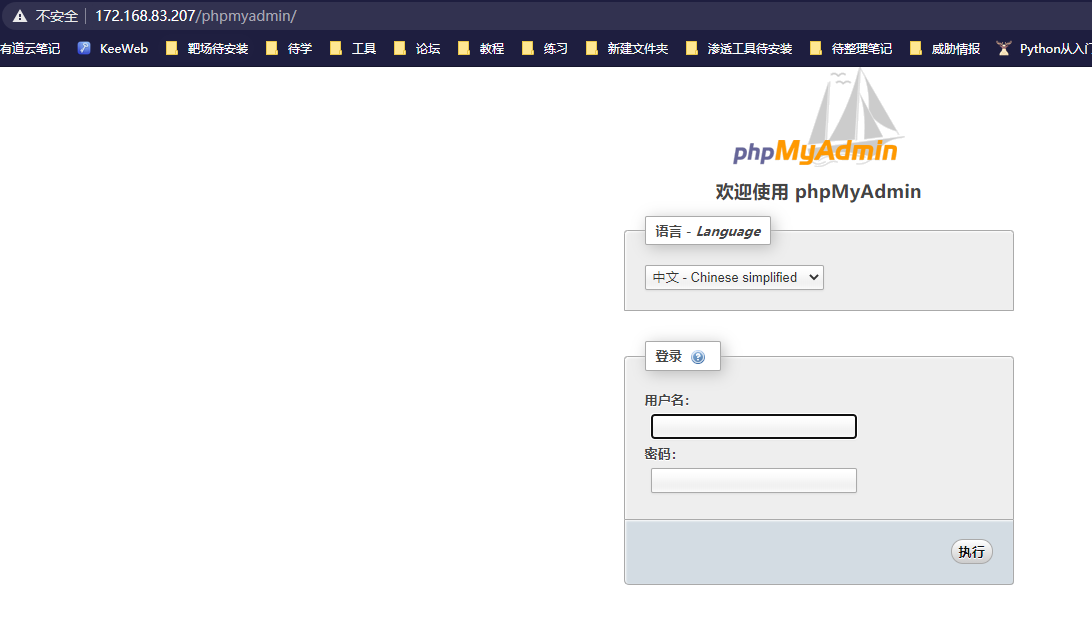 不安全 172.168.83.207/phpmyadmin/
有道云笔记 KeeWeb 靶场待安装 待学 工具 论坛 教程 练习 新建文件夹 渗透工具待安装 待整理笔记 威胁情报 Python从入门
phpMyAdmin
欢迎使用 phpMyAdmin
语言 - Language
中文 - Chinese simplified
登录
用户名：
密码：
执行